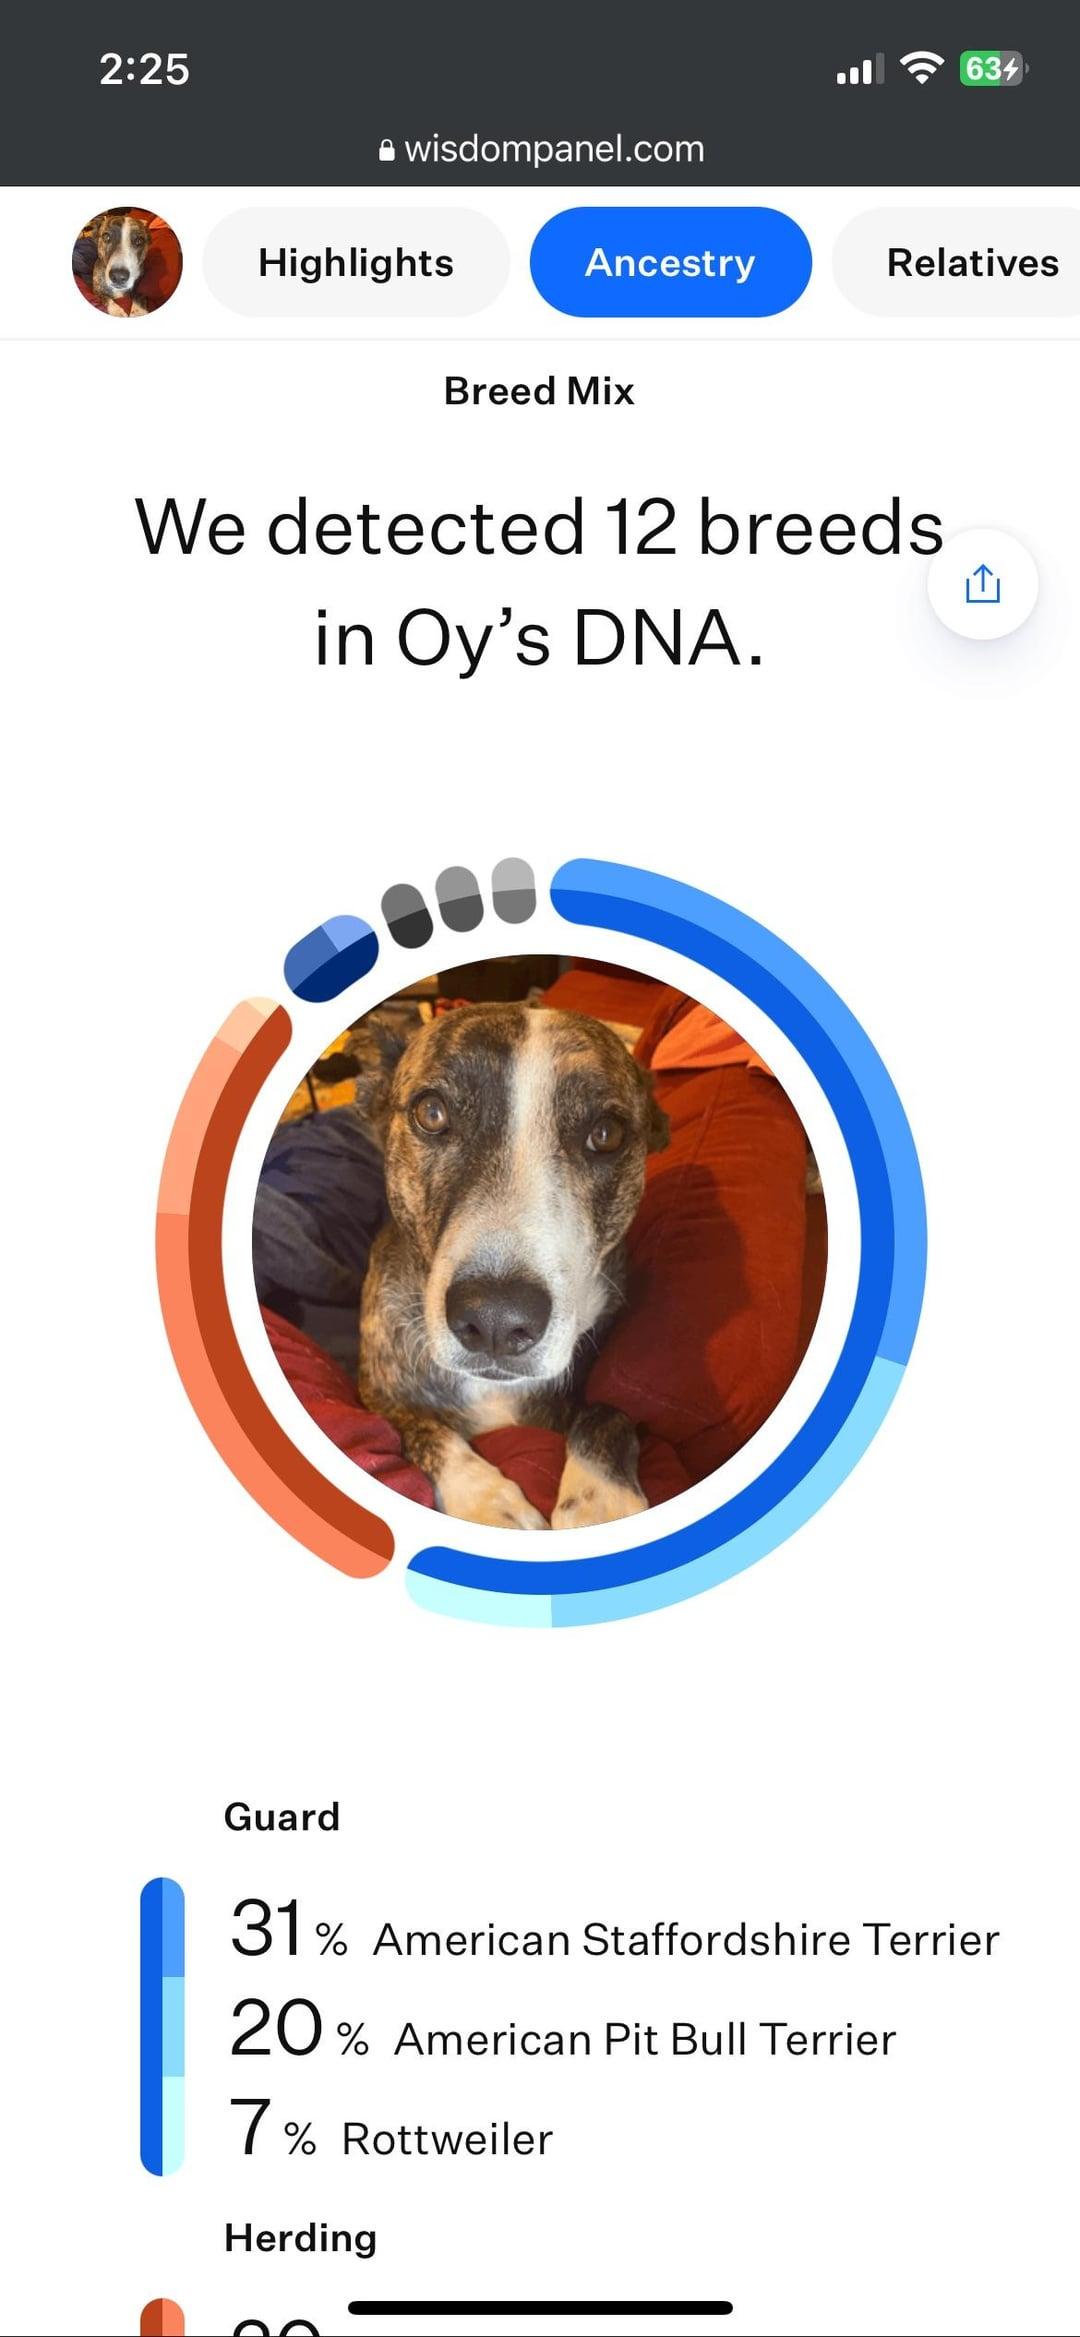 2:25
63
wisdompanel.com
Highlights
Ancestry
Relatives
Breed Mix
We detected 12 breeds
in Oy’s DNA.
Guard
31 % American Staffordshire Terrier
20 % American Pit Bull Terrier
7 % Rottweiler
Herding